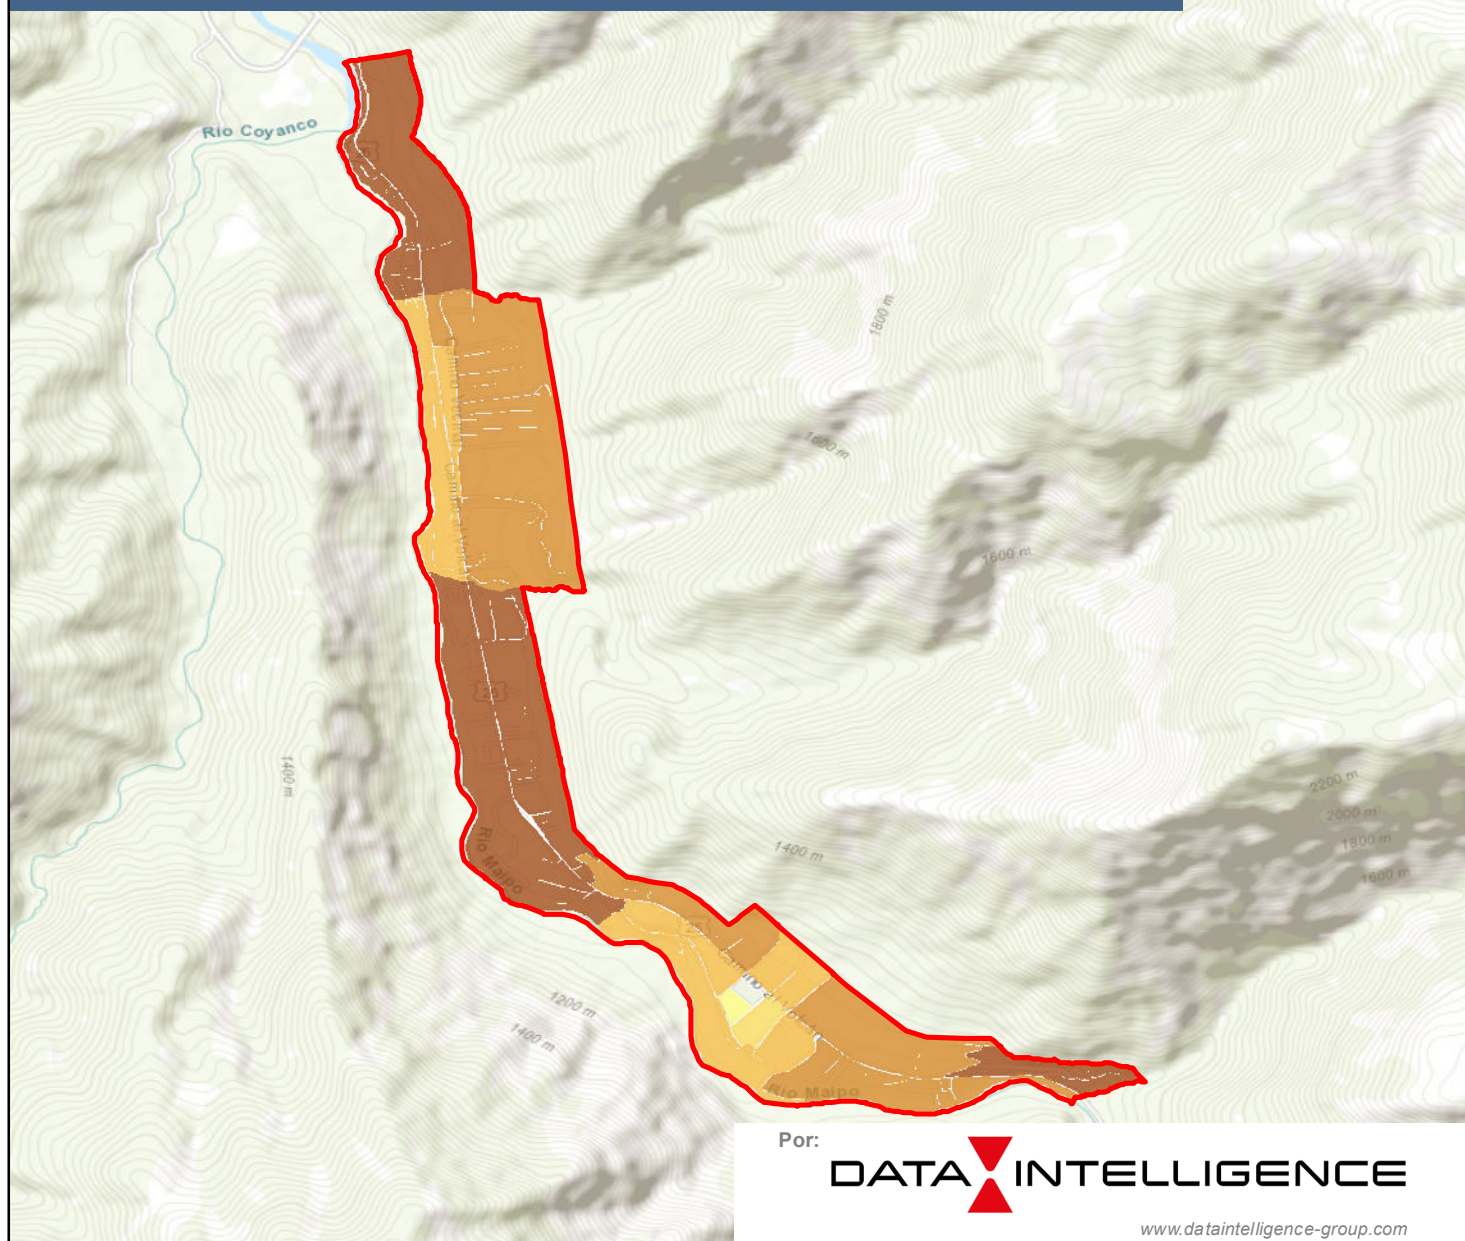 Río Coyanco
1800 m
1600 m
1600 m
1400 m
2200 m
2000 m
1800 m
1600 m
1400 m
Río Maipo
1200 m
1400 m
Río Maipo
Por:
DATA INTELLIGENCE
www.dataintelligence-group.com